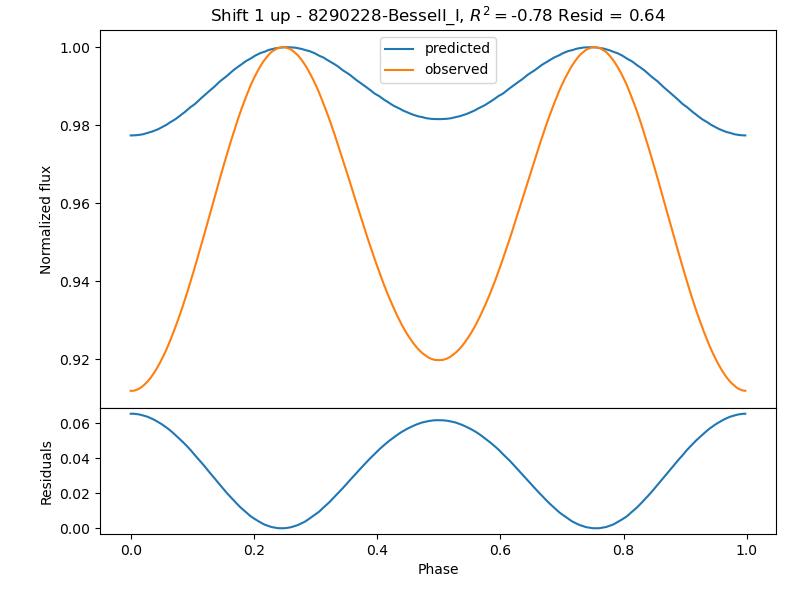 Shift 1 up - 8290228-Bessell_I, $R^2 =$ -0.78 Resid = 0.64
predicted
observed
1.00
0.98
0.96
0.94
0.92
Normalized flux
0.06
0.04
0.02
0.00
Residuals
0.0 0.2 0.4 0.6 0.8 1.0
Phase